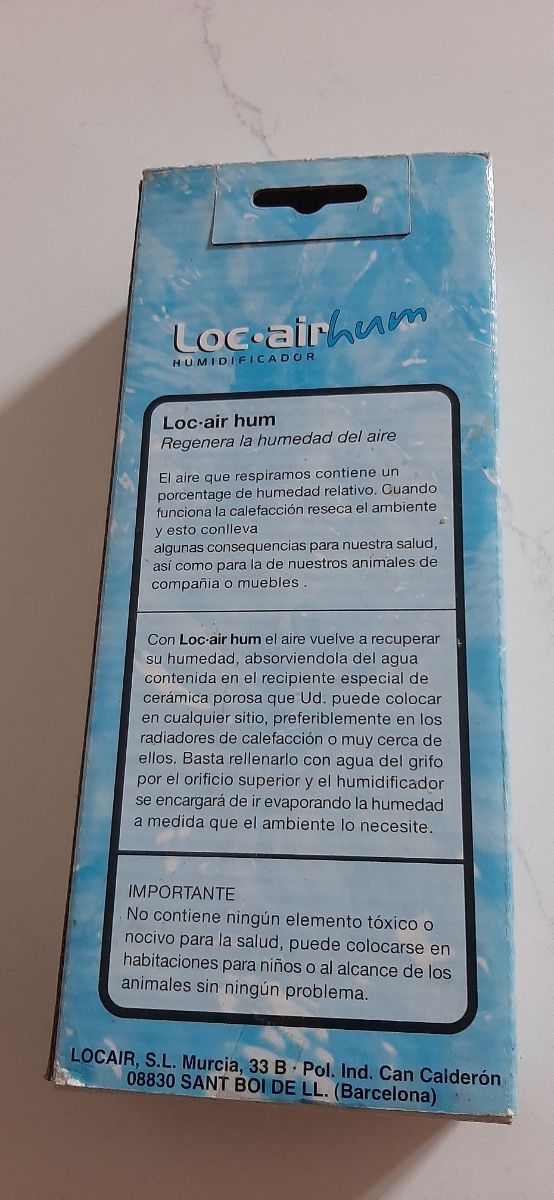 Loc·air hum
HUMIDIFICADOR
Loc·air hum
Regenera la humedad del aire
El aire que respiramos contiene un
porcentage de humedad relativo. Cuando
funciona la calefacción reseca el ambiente
y esto conlleva
algunas consequencias para nuestra salud,
así como para la de nuestros animales de
compañia o muebles .
Con Loc·air hum el aire vuelve a recuperar
su humedad, absorviendola del agua
contenida en el recipiente especial de
cerámica porosa que Ud. puede colocar
en cualquier sitio, preferiblemente en los
radiadores de calefacción o muy cerca de
ellos. Basta rellenarlo con agua del grifo
por el orificio superior y el humidificador
se encargará de ir evaporando la humedad
a medida que el ambiente lo necesite.
IMPORTANTE
No contiene ningún elemento tóxico o
nocivo para la salud, puede colocarse en
habitaciones para niños o al alcance de los
animales sin ningún problema.
LOCAIR, S.L. Murcia, 33 B · Pol. Ind. Can Calderón
08830 SANT BOI DE LL. (Barcelona)